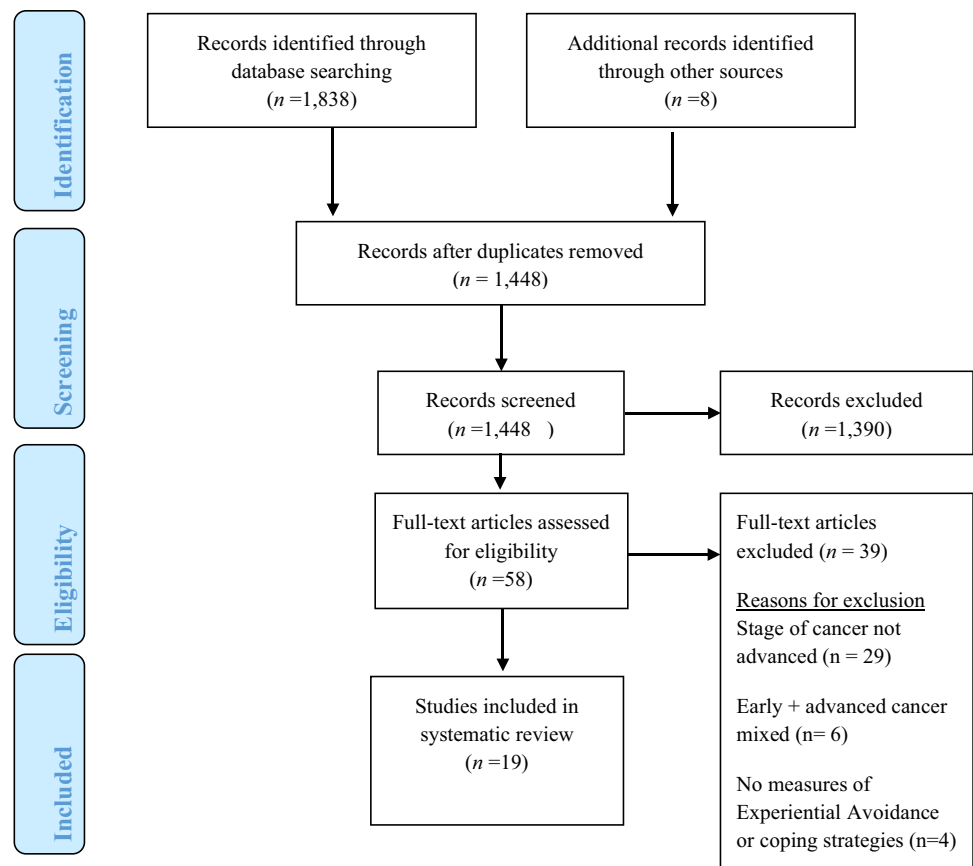 Identification
Records identified through
database searching
(n =1,838)
Additional records identified
through other sources
(n =8)
Screening
Records after duplicates removed
(n = 1,448)
Records screened
(n =1,448   )
Records excluded
(n =1,390)
Eligibility
Full-text articles assessed
for eligibility
(n =58)
Full-text articles
excluded (n = 39)
Reasons for exclusion
Stage of cancer not
advanced (n = 29)
Early + advanced cancer
mixed (n= 6)
No measures of
Experiential Avoidance
or coping strategies (n=4)
Included
Studies included in
systematic review
(n =19)